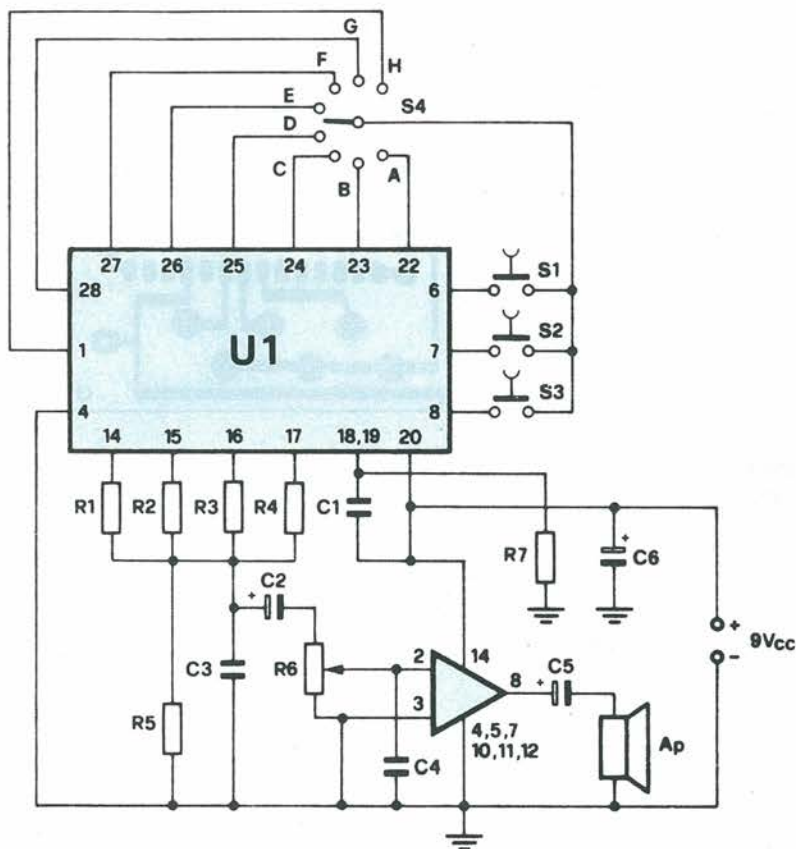 G
F
H
E
S4
D
C
B
A
27
26
25
24
23
22
28
6
S1
U1
1
7
S2
4
8
S3
14
15
16
17
18,19
20
R1
R2
R3
R4
C1
R7
+
C6
C2
+
C3
R6
2
14
8
C5
+
+
9Vcc
-
3
R5
4,5,7
10,11,12
C4
Ap